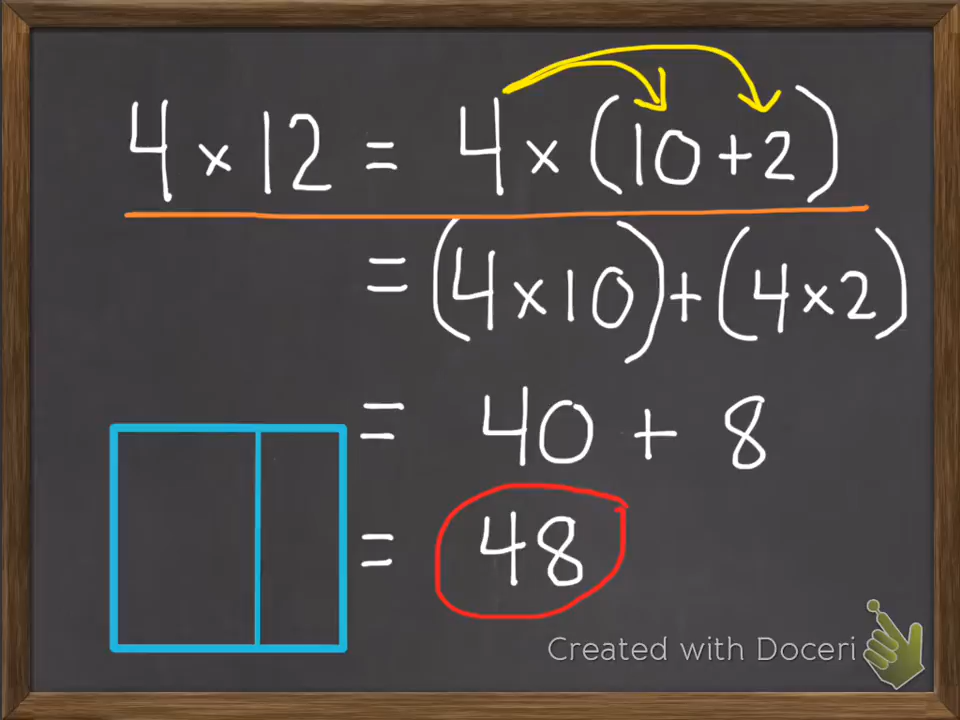 4 × 12 = 4 × (10 + 2)
= (4 × 10) + (4 × 2)
= 40 + 8
= 48
Created with Doceri